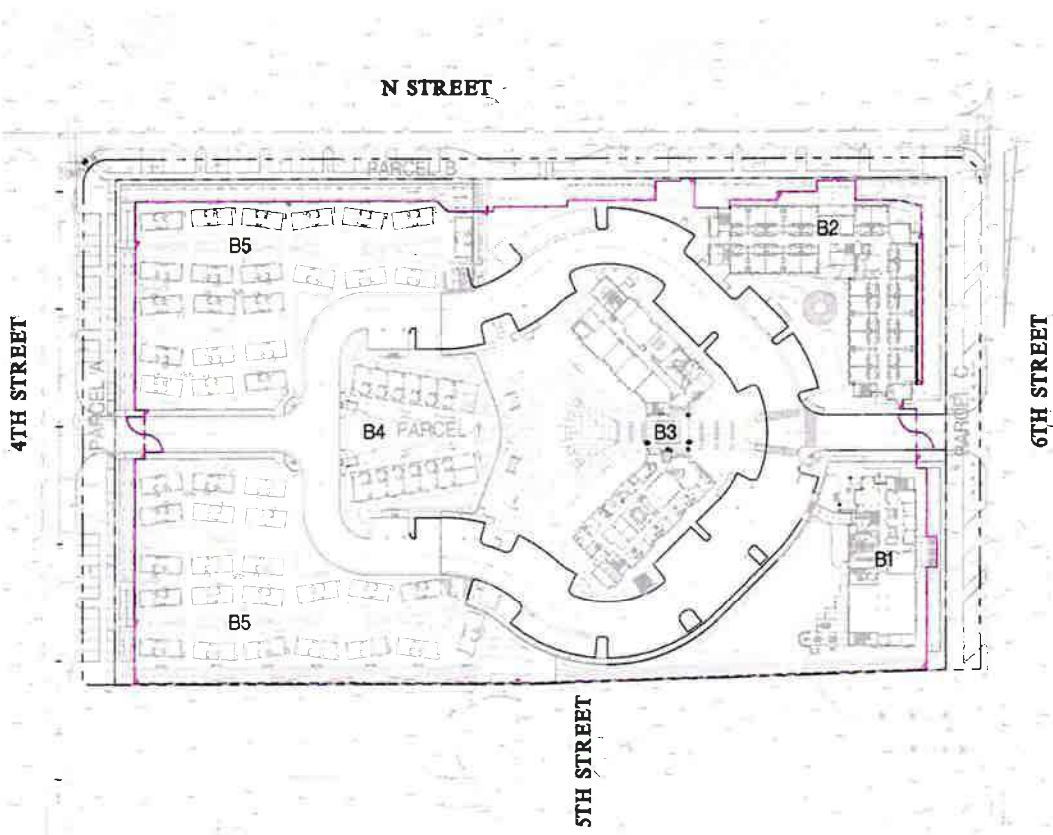 N STREET
PARCEL B
B5
B2
4TH STREET
PARCEL A
B4
PARCEL 1
B3
PARCEL C
6TH STREET
B1
B5
5TH STREET